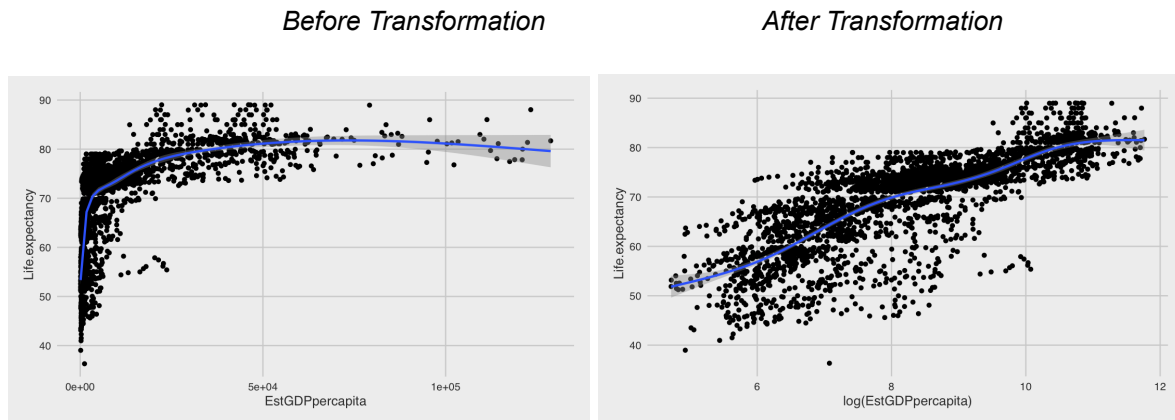 Before Transformation
After Transformation
90
80
70
60
50
40
Life.expectancy
0e+00
5e+04
1e+05
EstGDPpercapita
90
80
70
60
50
40
Life.expectancy
6
8
10
12
log(EstGDPpercapita)